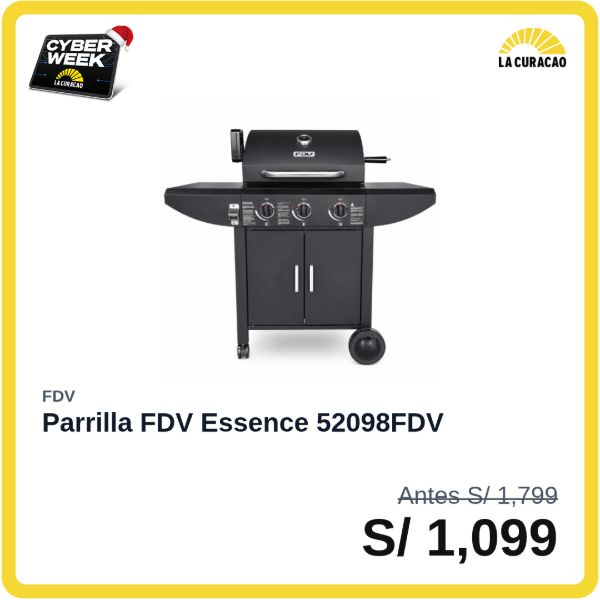 CYBER
WEEK
LA CURACAO
LA CURACAO
FDV
FDV
Parrilla FDV Essence 52098FDV
Antes S/ 1,799
S/ 1,099